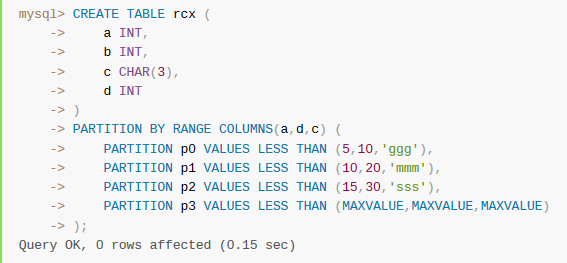 mysql> CREATE TABLE rcx (
    ->     a INT,
    ->     b INT,
    ->     c CHAR(3),
    ->     d INT
    -> )
    -> PARTITION BY RANGE COLUMNS(a,d,c) (
    ->     PARTITION p0 VALUES LESS THAN (5,10,'ggg'),
    ->     PARTITION p1 VALUES LESS THAN (10,20,'mmm'),
    ->     PARTITION p2 VALUES LESS THAN (15,30,'sss'),
    ->     PARTITION p3 VALUES LESS THAN (MAXVALUE,MAXVALUE,MAXVALUE)
    -> );
Query OK, 0 rows affected (0.15 sec)